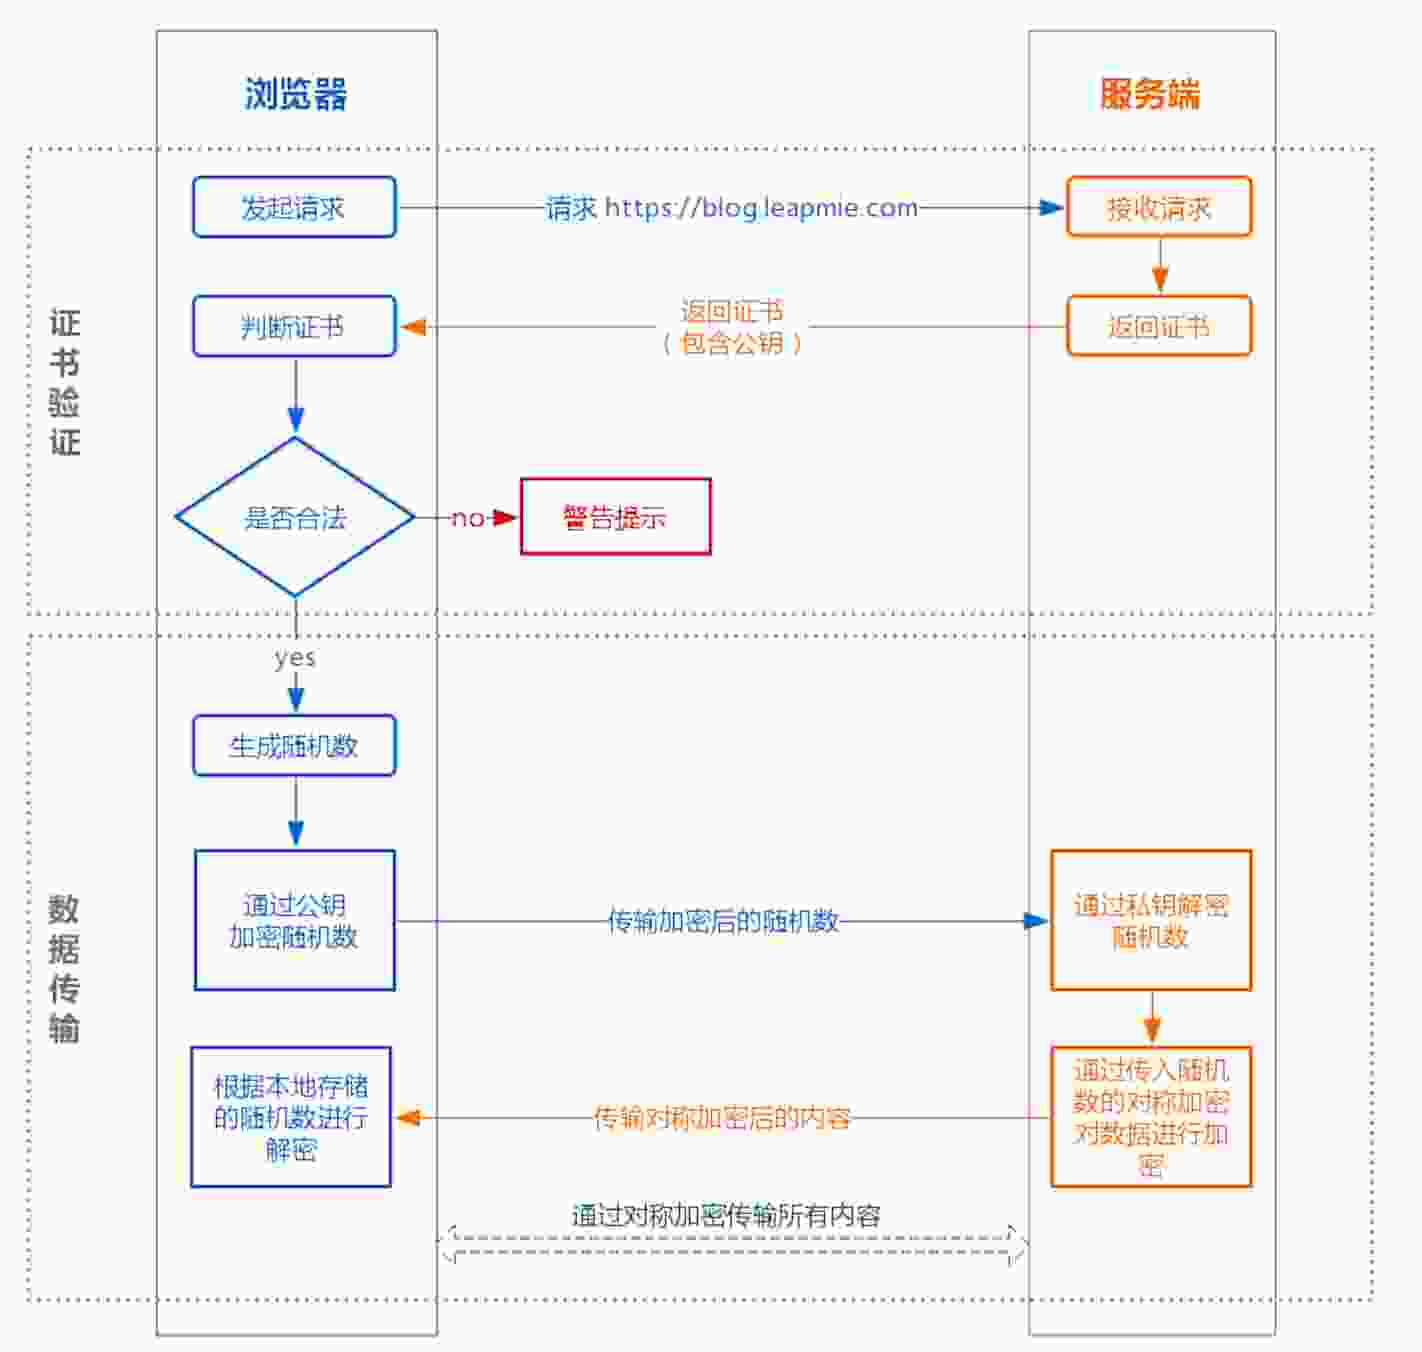 浏览器
服务端
证书验证
发起请求
请求 https://blog.leapmie.com
接收请求
判断证书
返回证书
（包含公钥）
返回证书
是否合法
no
警告提示
yes
数据传输
生成随机数
通过公钥
加密随机数
传输加密后的随机数
通过私钥解密
随机数
根据本地存储
的随机数进行
解密
传输对称加密后的内容
通过传入随机
数的对称加密
对数据进行加
密
通过对称加密传输所有内容